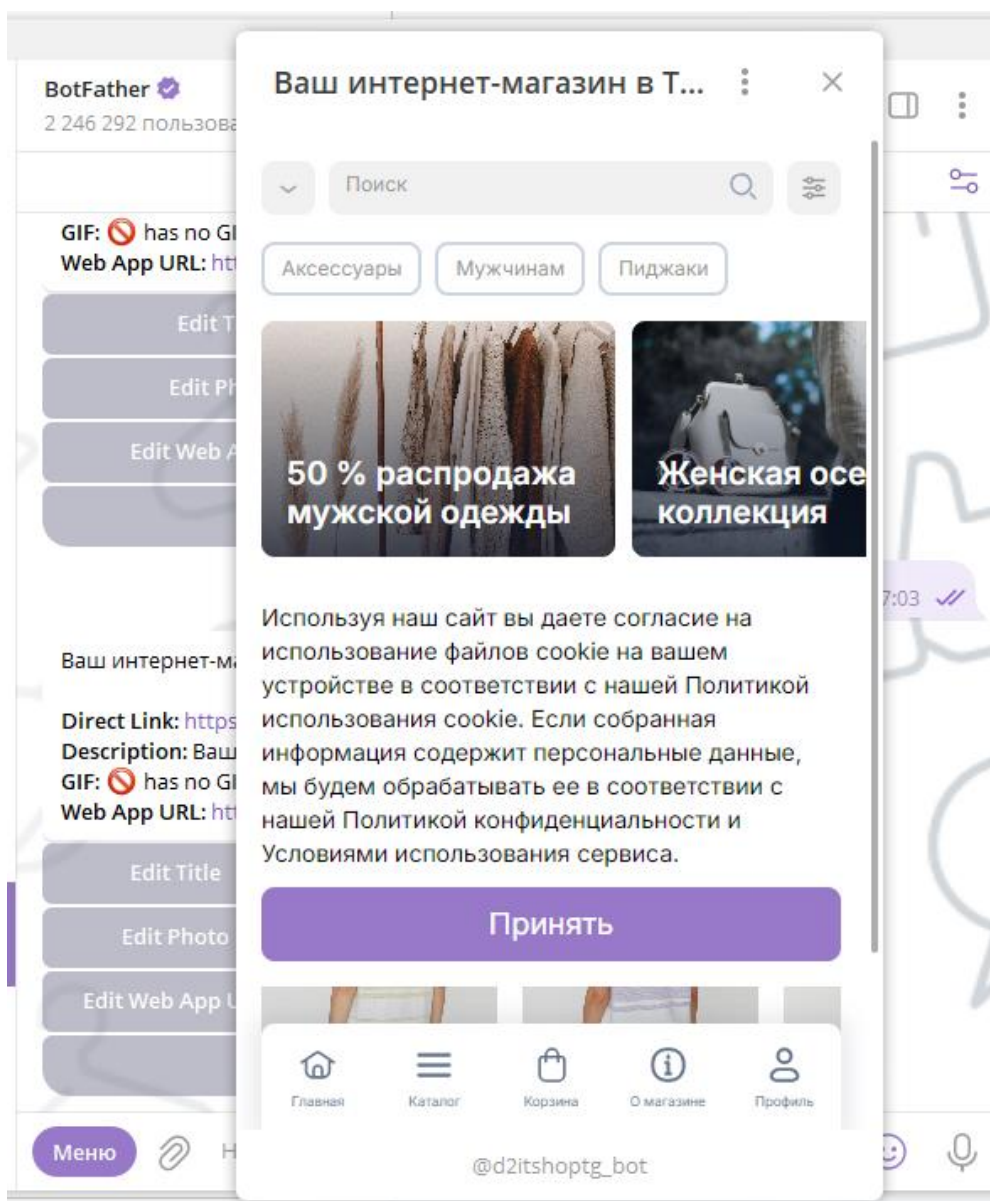 BotFather
2 246 292 пользова
GIF: has no GI
Web App URL: htt
Edit T
Edit Ph
Edit Web A
7:03
Ваш интернет-ма
Direct Link: https
Description: Ваш
GIF: has no GI
Web App URL: htt
Edit Title
Edit Photo
Edit Web App U
Меню
Н
Ваш интернет-магазин в Т...
Поиск
Аксессуары
Мужчинам
Пиджаки
50 % распродажа
мужской одежды
Женская осе
коллекция
Используя наш сайт вы даете согласие на
использование файлов cookie на вашем
устройстве в соответствии с нашей Политикой
использования cookie. Если собранная
информация содержит персональные данные,
мы будем обрабатывать ее в соответствии с
нашей Политикой конфиденциальности и
Условиями использования сервиса.
Принять
Главная
Каталог
Корзина
О магазине
Профиль
@d2itshoptg_bot